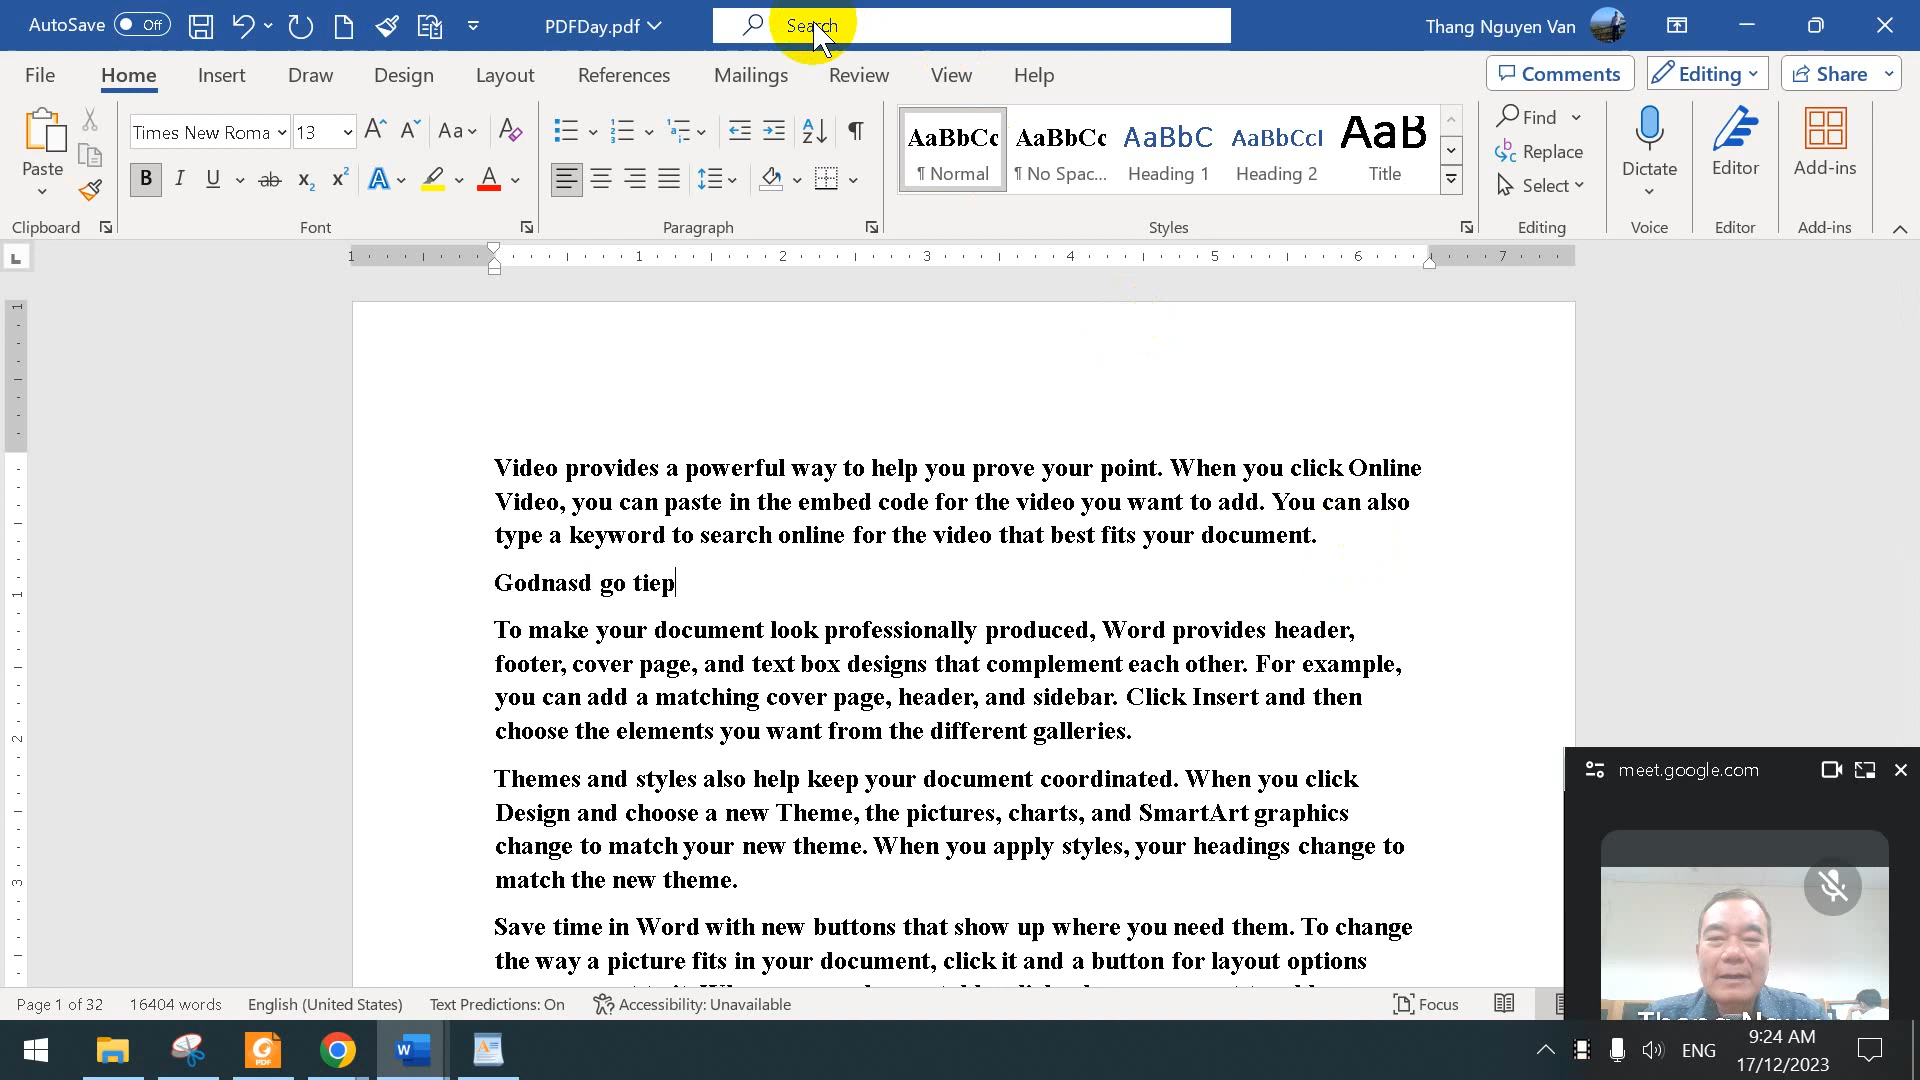 AutoSave Off PDFDay.pdf Search Thang Nguyen Van
File Home Insert Draw Design Layout References Mailings Review View Help Comments Editing Share
Paste Times New Roma 13 Aa AaBbCc AaBbCc AaBbC AaBbCcI AaB Find Replace Select Dictate Editor Add-ins
¶ Normal ¶ No Spac... Heading 1 Heading 2 Title
Clipboard Font Paragraph Styles Editing Voice Editor Add-ins
1 1 2 3 4 5 6 7
Video provides a powerful way to help you prove your point. When you click Online
Video, you can paste in the embed code for the video you want to add. You can also
type a keyword to search online for the video that best fits your document.
Godnasd go tiep
To make your document look professionally produced, Word provides header,
footer, cover page, and text box designs that complement each other. For example,
you can add a matching cover page, header, and sidebar. Click Insert and then
choose the elements you want from the different galleries.
Themes and styles also help keep your document coordinated. When you click
Design and choose a new Theme, the pictures, charts, and SmartArt graphics
change to match your new theme. When you apply styles, your headings change to
match the new theme.
Save time in Word with new buttons that show up where you need them. To change
the way a picture fits in your document, click it and a button for layout options
meet.google.com
Page 1 of 32 16404 words English (United States) Text Predictions: On Accessibility: Unavailable Focus
ENG 9:24 AM
17/12/2023